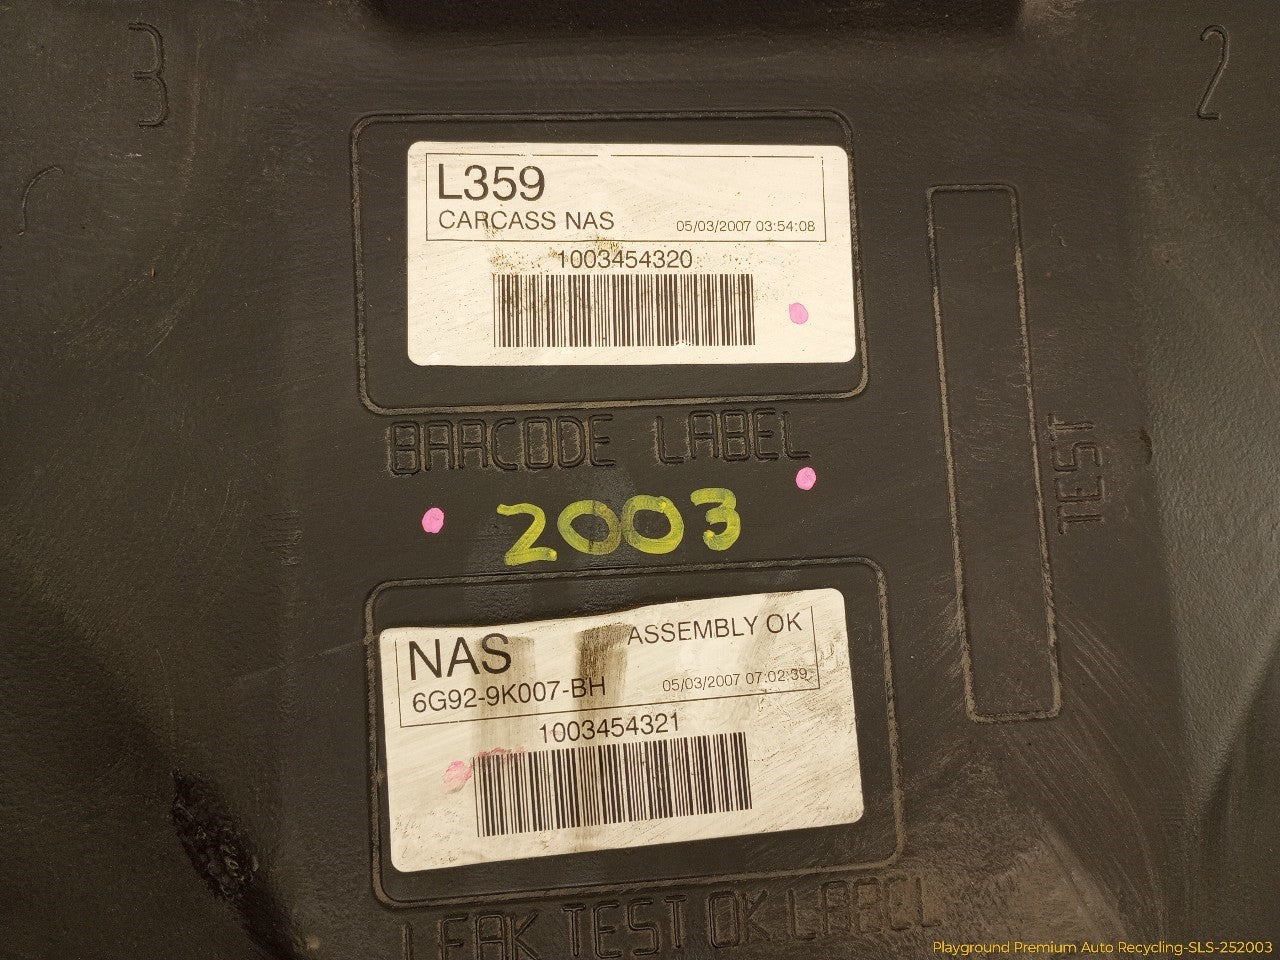 3
2
L359
CARCASS NAS
05/03/2007 03:54:08
1003454320
BARCODE LABEL
TEST
2003
NAS
ASSEMBLY OK
6G92-9K007-BH
05/03/2007 07:02:39
1003454321
LEAK TEST OK LABEL
Playground Premium Auto Recycling-SLS-252003